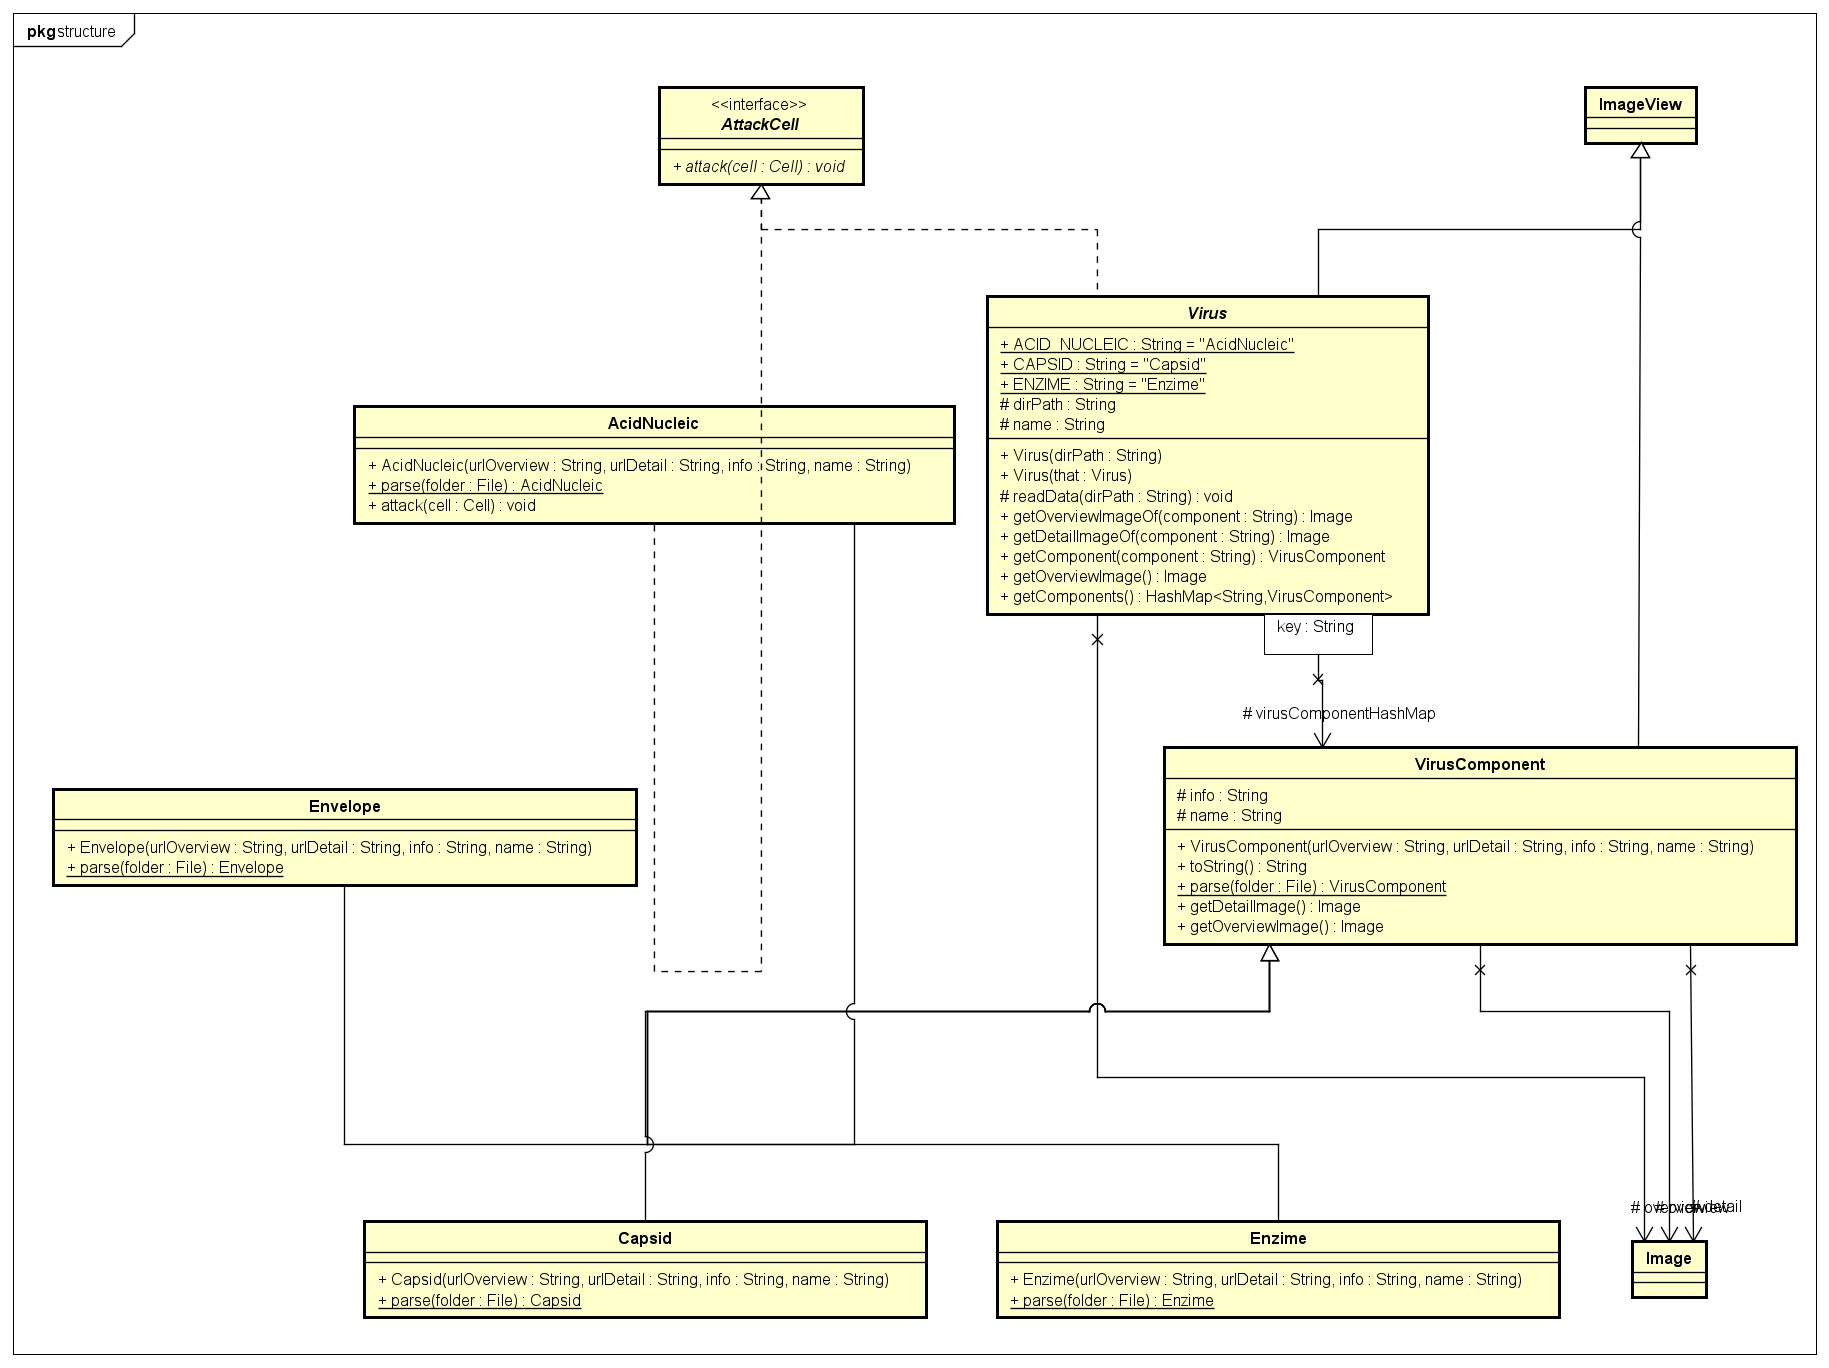 pkg structure
<<interface>>
AttackCell
+ attack(cell : Cell) : void
ImageView
Virus
+ ACID_NUCLEIC : String = "AcidNucleic"
+ CAPSID : String = "Capsid"
+ ENZIME : String = "Enzime"
# dirPath : String
# name : String
+ Virus(dirPath : String)
+ Virus(that : Virus)
# readData(dirPath : String) : void
+ getOverviewImageOf(component : String) : Image
+ getDetailImageOf(component : String) : Image
+ getComponent(component : String) : VirusComponent
+ getOverviewImage() : Image
+ getComponents() : HashMap<String,VirusComponent>
key : String
# virusComponentHashMap
AcidNucleic
+ AcidNucleic(urlOverview : String, urlDetail : String, info : String, name : String)
+ parse(folder : File) : AcidNucleic
+ attack(cell : Cell) : void
VirusComponent
# info : String
# name : String
+ VirusComponent(urlOverview : String, urlDetail : String, info : String, name : String)
+ toString() : String
+ parse(folder : File) : VirusComponent
+ getDetailImage() : Image
+ getOverviewImage() : Image
Envelope
+ Envelope(urlOverview : String, urlDetail : String, info : String, name : String)
+ parse(folder : File) : Envelope
# overview
# overview
# detail
Capsid
+ Capsid(urlOverview : String, urlDetail : String, info : String, name : String)
+ parse(folder : File) : Capsid
Enzime
+ Enzime(urlOverview : String, urlDetail : String, info : String, name : String)
+ parse(folder : File) : Enzime
Image